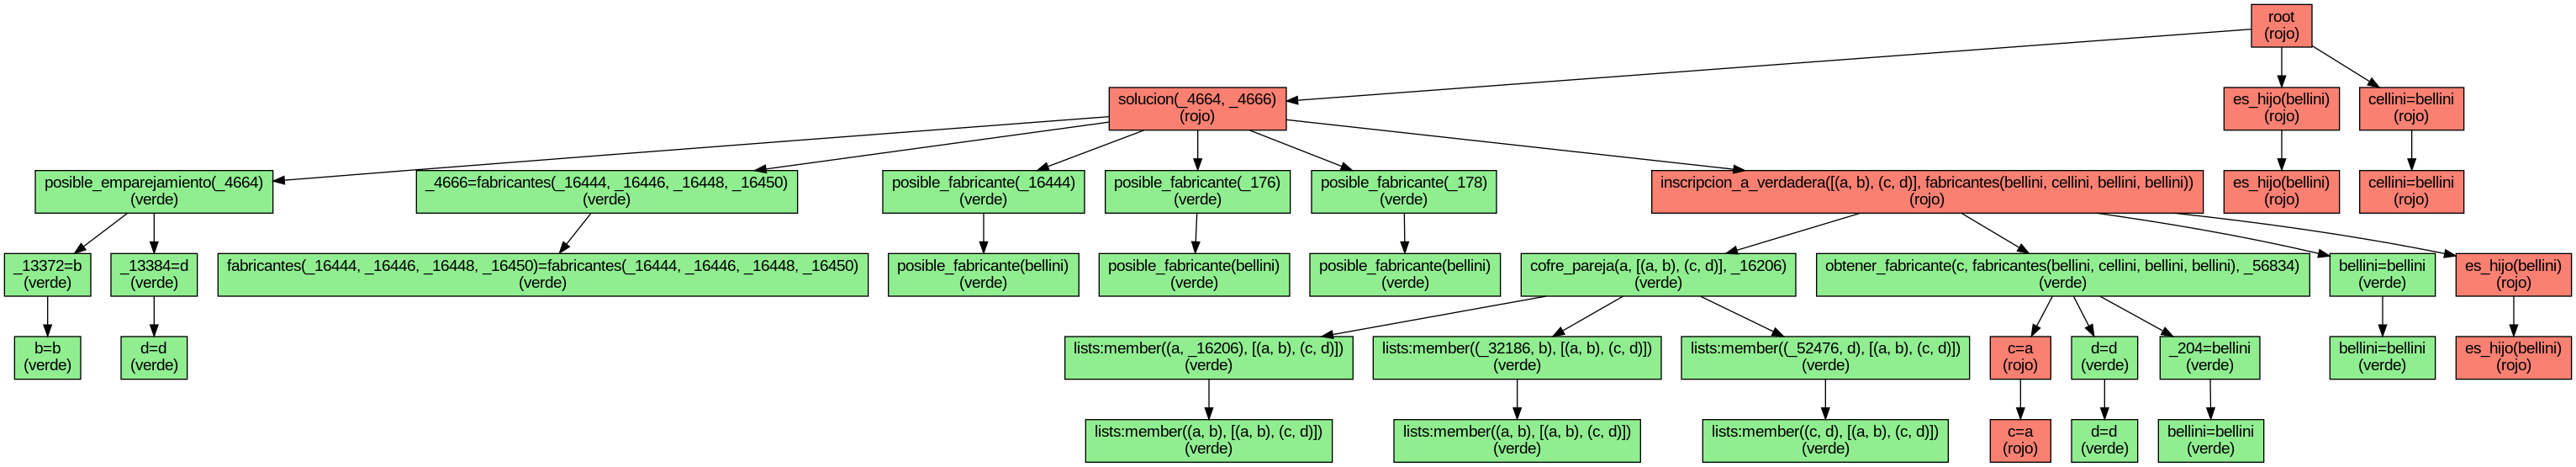 root
(rojo)
solucion(_4664, _4666)
(rojo)
es_hijo(bellini)
(rojo)
cellini=bellini
(rojo)
posible_emparejamiento(_4664)
(verde)
_4666=fabricantes(_16444, _16446, _16448, _16450)
(verde)
posible_fabricante(_16444)
(verde)
posible_fabricante(_176)
(verde)
posible_fabricante(_178)
(verde)
inscripcion_a_verdadera([(a, b), (c, d)], fabricantes(bellini, cellini, bellini, bellini))
(rojo)
es_hijo(bellini)
(rojo)
cellini=bellini
(rojo)
_13372=b
(verde)
_13384=d
(verde)
fabricantes(_16444, _16446, _16448, _16450)=fabricantes(_16444, _16446, _16448, _16450)
(verde)
posible_fabricante(bellini)
(verde)
posible_fabricante(bellini)
(verde)
posible_fabricante(bellini)
(verde)
cofre_pareja(a, [(a, b), (c, d)], _16206)
(verde)
obtener_fabricante(c, fabricantes(bellini, cellini, bellini, bellini), _56834)
(verde)
bellini=bellini
(verde)
es_hijo(bellini)
(rojo)
b=b
(verde)
d=d
(verde)
lists:member((a, _16206), [(a, b), (c, d)])
(verde)
lists:member((_32186, b), [(a, b), (c, d)])
(verde)
lists:member((_52476, d), [(a, b), (c, d)])
(verde)
c=a
(rojo)
d=d
(verde)
_204=bellini
(verde)
bellini=bellini
(verde)
es_hijo(bellini)
(rojo)
lists:member((a, b), [(a, b), (c, d)])
(verde)
lists:member((a, b), [(a, b), (c, d)])
(verde)
lists:member((c, d), [(a, b), (c, d)])
(verde)
c=a
(rojo)
d=d
(verde)
bellini=bellini
(verde)